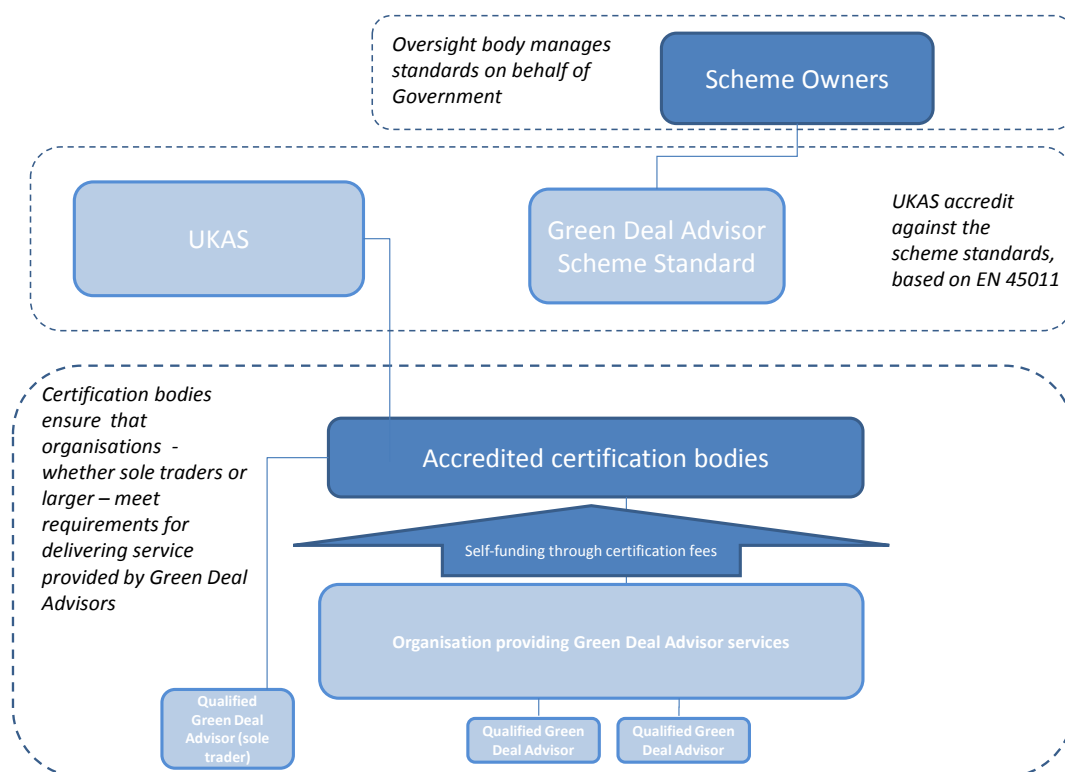 Oversight body manages
standards on behalf of
Government
Scheme Owners
UKAS
Green Deal Advisor
Scheme Standard
UKAS accredit
against the
scheme standards,
based on EN 45011
Certification bodies
ensure that
organisations -
whether sole traders or
larger – meet
requirements for
delivering service
provided by Green Deal
Advisors
Accredited certification bodies
Self-funding through certification fees
Organisation providing Green Deal Advisor services
Qualified
Green Deal
Advisor (sole
trader)
Qualified Green
Deal Advisor
Qualified Green
Deal Advisor